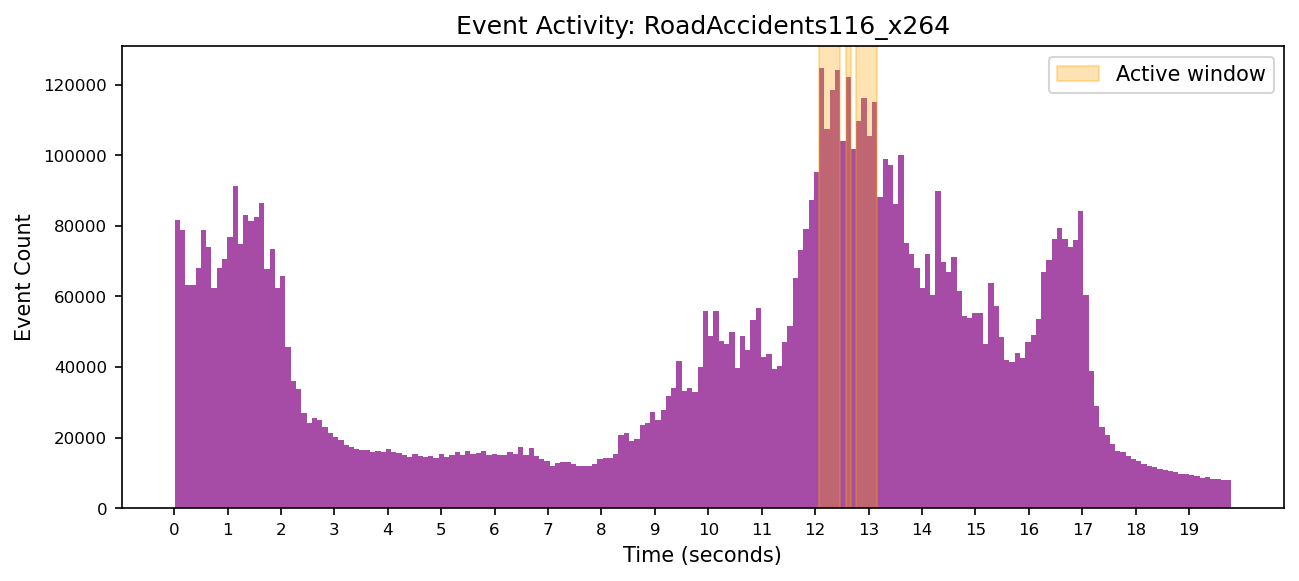 Event Activity: RoadAccidents116_x264
Active window
Event Count
120000
100000
80000
60000
40000
20000
0
0 1 2 3 4 5 6 7 8 9 10 11 12 13 14 15 16 17 18 19
Time (seconds)